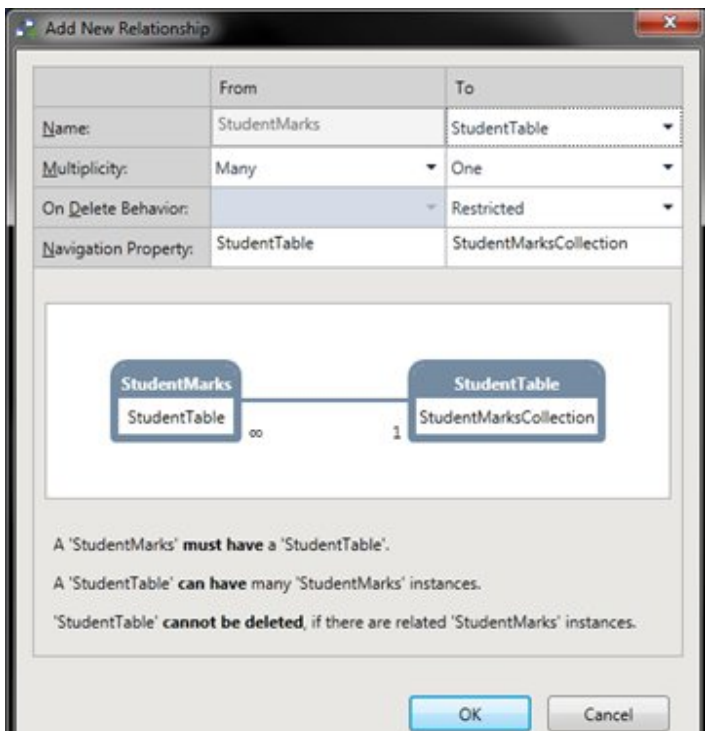 Add New Relationship
From To
Name: StudentMarks StudentTable
Multiplicity: Many One
On Delete Behavior: Restricted
Navigation Property: StudentTable StudentMarksCollection
StudentMarks StudentTable
StudentTable StudentMarksCollection
∞ 1
A 'StudentMarks' must have a 'StudentTable'.
A 'StudentTable' can have many 'StudentMarks' instances.
'StudentTable' cannot be deleted, if there are related 'StudentMarks' instances.
OK Cancel